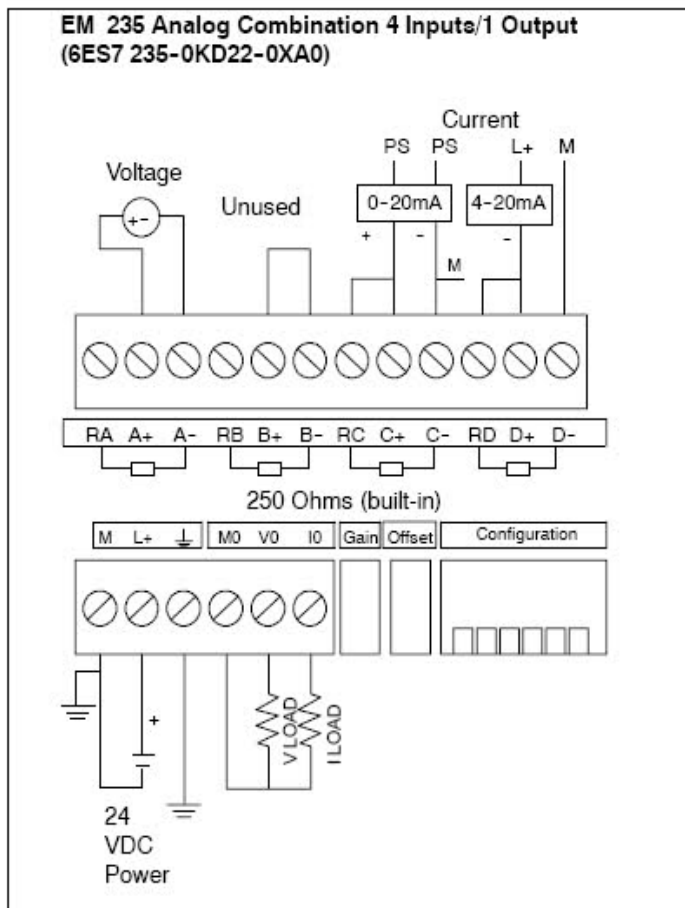 EM 235 Analog Combination 4 Inputs/1 Output
(6ES7 235-0KD22-0XA0)
Current
PS PS L+ M
Voltage
Unused
0-20mA 4-20mA
+-
+ - -
M
RA A+ A- RB B+ B- RC C+ C- RD D+ D-
250 Ohms (built-in)
M L+ M0 V0 I0 Gain Offset Configuration
+
V LOAD
I LOAD
24
VDC
Power